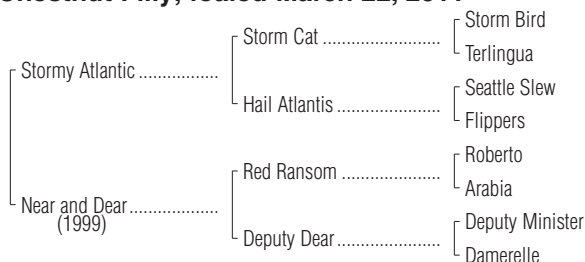 Chestnut Filly; foaled March 22,
Storm Bird
Storm Cat ........................
Terlingua
Stormy Atlantic ................
Seattle Slew
Hail Atlantis .....................
Flippers
Roberto
Red Ransom ...................
Arabia
Near and Dear..................
(1999)
Deputy Minister
Deputy Dear.....................
Damerelle